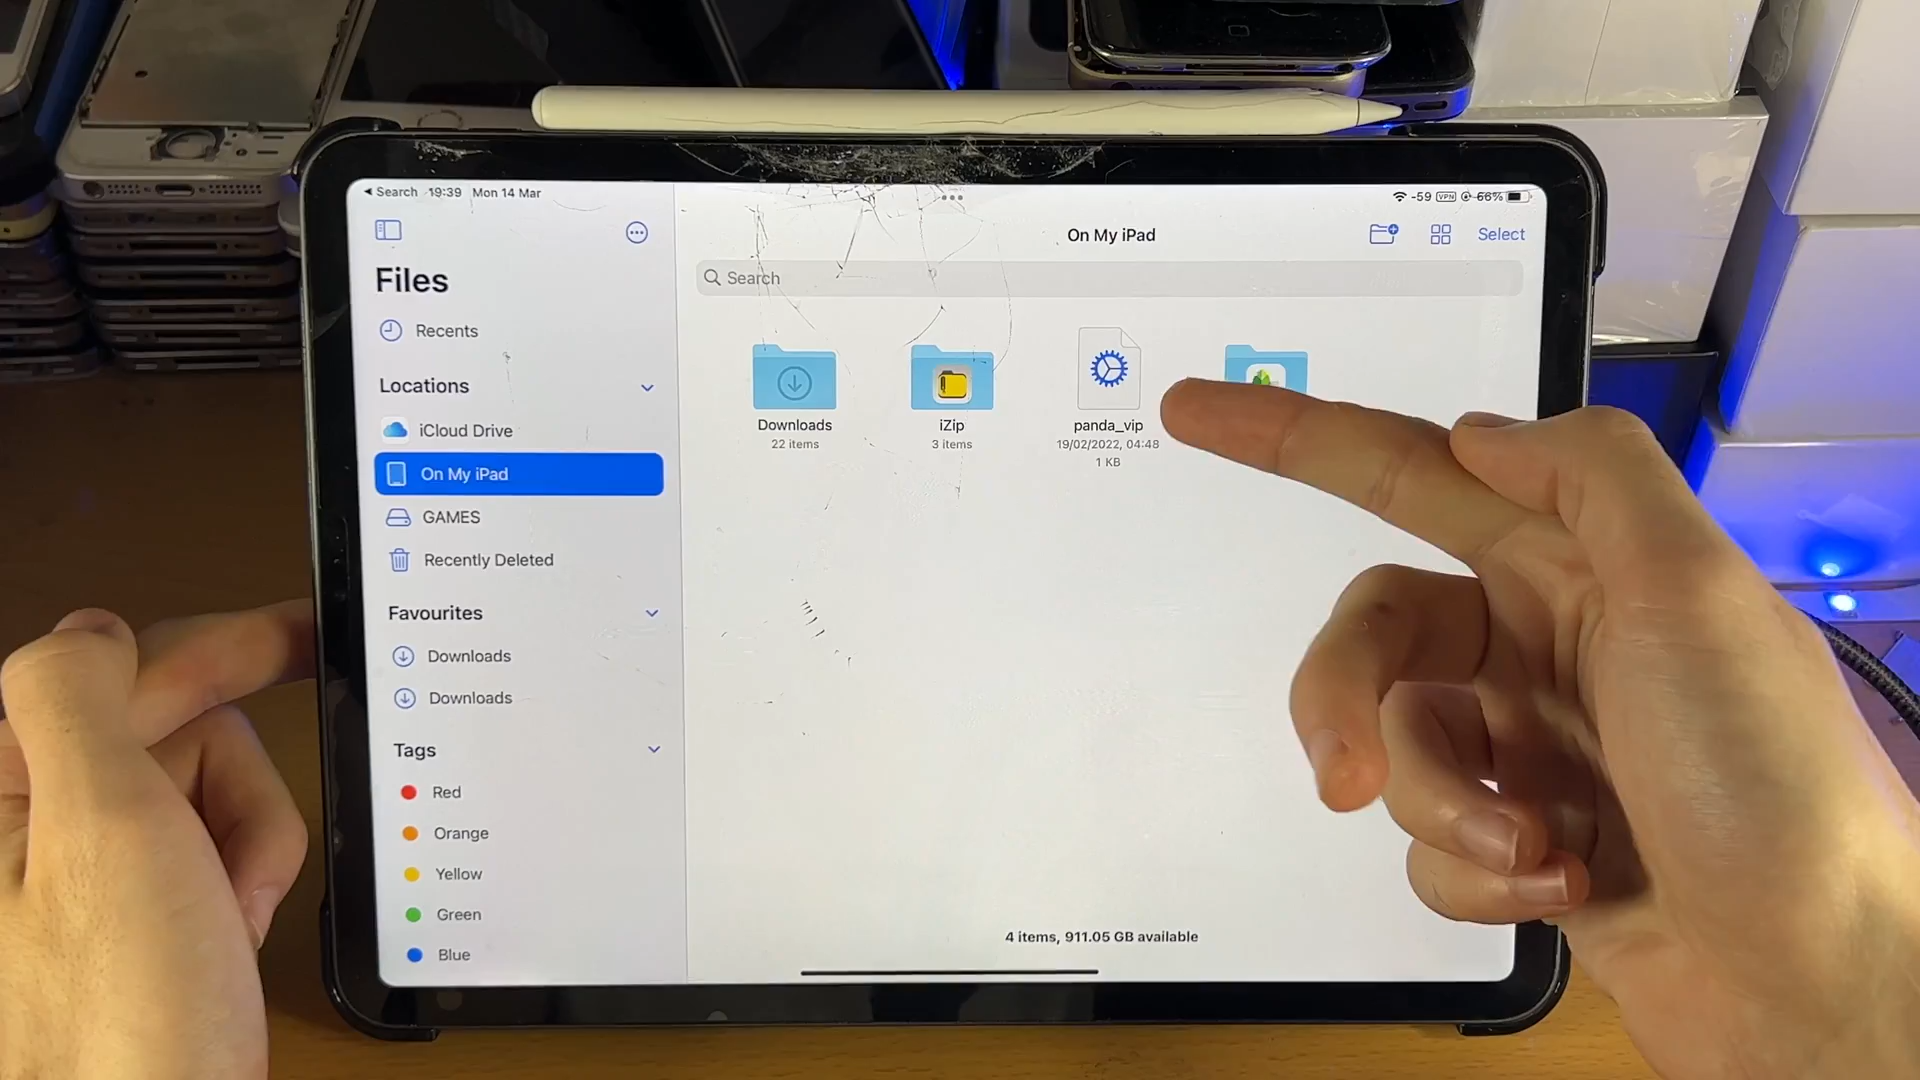 Search 19:39 Mon 14 Mar
-59 VPN 66%
Files
On My iPad
Select
Search
Recents
Locations
iCloud Drive
On My iPad
GAMES
Recently Deleted
Favourites
Downloads
Downloads
Tags
Red
Orange
Yellow
Green
Blue
Downloads
22 items
iZip
3 items
panda_vip
19/02/2022, 04:48
1 KB
4 items, 911.05 GB available